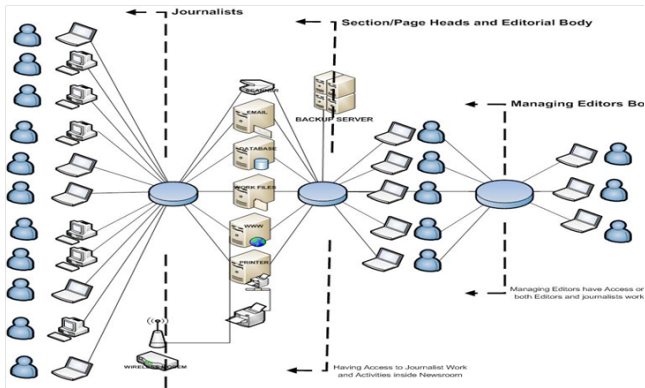 Journalists
Section/Page Heads and Editorial Body
Managing Editors Bo
SCANNER
EMAIL
BACKUP SERVER
DATABASE
WORK FILES
WWW
PRINTER
WIRELESS MODEM
Managing Editors have Access on
both Editors and journalists work
Having Access to Journalist Work
and Activities inside Newsroom